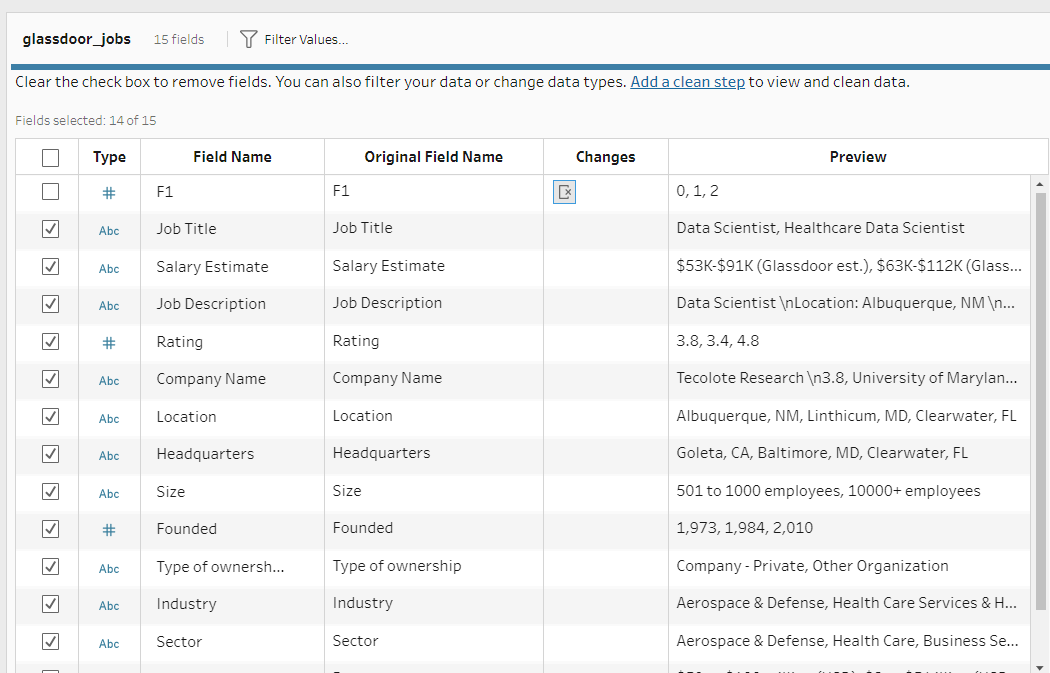 glassdoor_jobs 15 fields Filter Values...
Clear the check box to remove fields. You can also filter your data or change data types. Add a clean step to view and clean data.
Fields selected: 14 of 15
Type Field Name Original Field Name Changes Preview
# F1 F1 0, 1, 2
Abc Job Title Job Title Data Scientist, Healthcare Data Scientist
Abc Salary Estimate Salary Estimate $53K-$91K (Glassdoor est.), $63K-$112K (Glass...
Abc Job Description Job Description Data Scientist \nLocation: Albuquerque, NM \n...
# Rating Rating 3.8, 3.4, 4.8
Abc Company Name Company Name Tecolote Research \n3.8, University of Marylan...
Abc Location Location Albuquerque, NM, Linthicum, MD, Clearwater, FL
Abc Headquarters Headquarters Goleta, CA, Baltimore, MD, Clearwater, FL
Abc Size Size 501 to 1000 employees, 10000+ employees
# Founded Founded 1,973, 1,984, 2,010
Abc Type of ownersh... Type of ownership Company - Private, Other Organization
Abc Industry Industry Aerospace & Defense, Health Care Services & H...
Abc Sector Sector Aerospace & Defense, Health Care, Business Se...